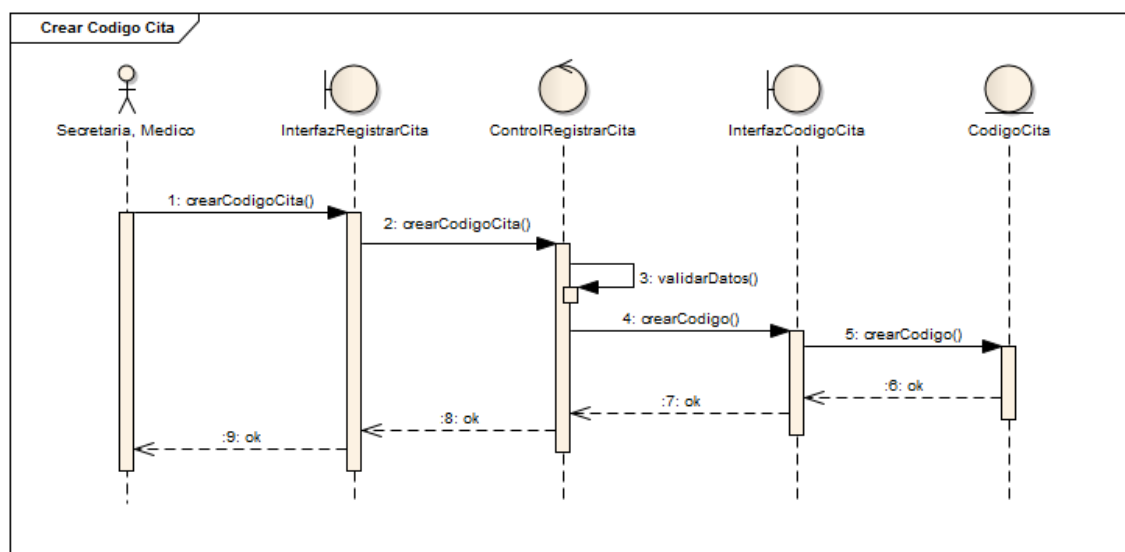 Crear Codigo Cita
Secretaria, Medico
InterfazRegistrarCita
ControlRegistrarCita
InterfazCodigoCita
CodigoCita
1: crearCodigoCita()
2: crearCodigoCita()
3: validarDatos()
4: crearCodigo()
5: crearCodigo()
:6: ok
:7: ok
:8: ok
:9: ok